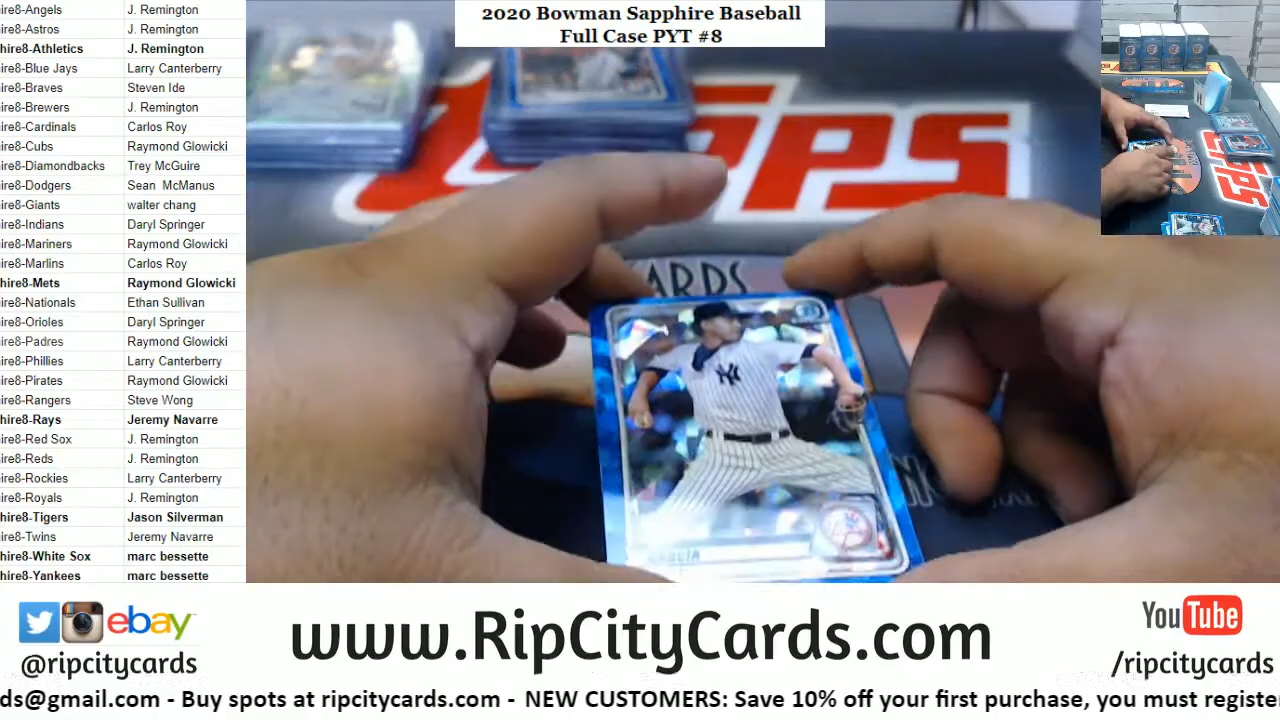 2020 Bowman Sapphire Baseball
Full Case PYT #8
ire8-Angels J. Remington
ire8-Astros J. Remington
hire8-Athletics J. Remington
ire8-Blue Jays Larry Canterberry
ire8-Braves Steven Ide
ire8-Brewers J. Remington
ire8-Cardinals Carlos Roy
ire8-Cubs Raymond Glowicki
ire8-Diamondbacks Trey McGuire
ire8-Dodgers Sean McManus
ire8-Giants walter chang
ire8-Indians Daryl Springer
ire8-Mariners Raymond Glowicki
ire8-Marlins Carlos Roy
hire8-Mets Raymond Glowicki
ire8-Nationals Ethan Sullivan
ire8-Orioles Daryl Springer
ire8-Padres Raymond Glowicki
ire8-Phillies Larry Canterberry
ire8-Pirates Raymond Glowicki
ire8-Rangers Steve Wong
hire8-Rays Jeremy Navarre
ire8-Red Sox J. Remington
ire8-Reds J. Remington
ire8-Rockies Larry Canterberry
ire8-Royals J. Remington
hire8-Tigers Jason Silverman
ire8-Twins Jeremy Navarre
hire8-White Sox marc bessette
hire8-Yankees marc bessette
Topps
CARDS
NY
GARCIA
ebay
@ripcitycards
www.RipCityCards.com
YouTube
/ripcitycards
ds@gmail.com - Buy spots at ripcitycards.com - NEW CUSTOMERS: Save 10% off your first purchase, you must register